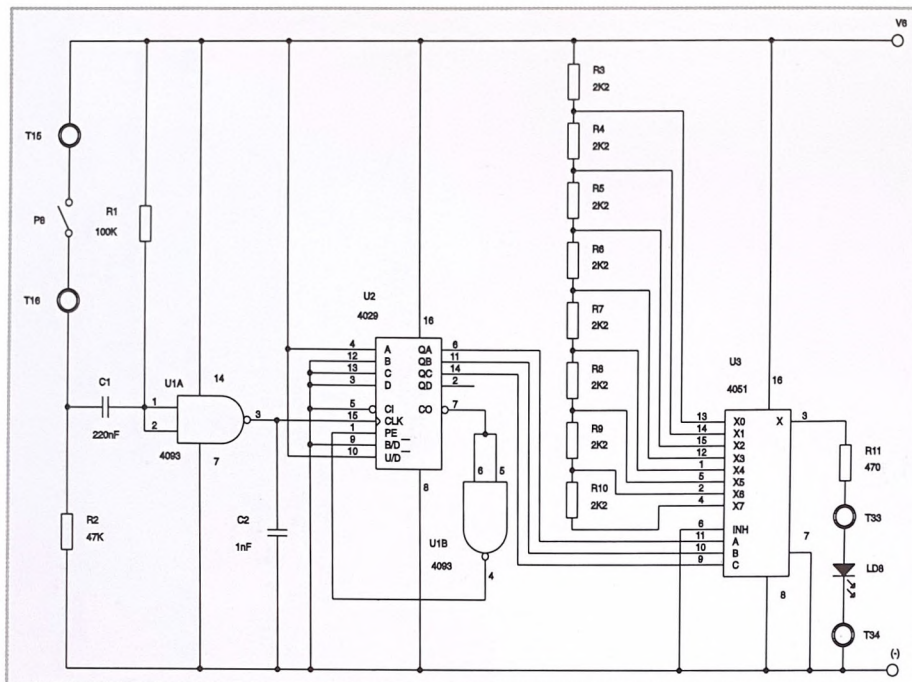 V6
R3
2K2
T15
R4
2K2
R5
2K2
P8
R1
100K
R6
2K2
T16
U2
4029
R7
2K2
16
4 A QA 6
12 B QB 11
13 C QC 14
3 D QD 2
5 CI CO 7
15 CLK
1 PE
9 B/D
10 U/D
8
R8
2K2
U3
4051
16
C1
220nF
U1A
14
1
2
3
4093
7
R9
2K2
R10
2K2
13 X0 X 3
14 X1
15 X2
12 X3
1 X4
5 X5
2 X6
4 X7
6 INH
11 A
10 B
9 C
7
8
R11
470
6 5
U1B
4093
4
R2
47K
C2
1nF
T33
LD8
T34
(-)